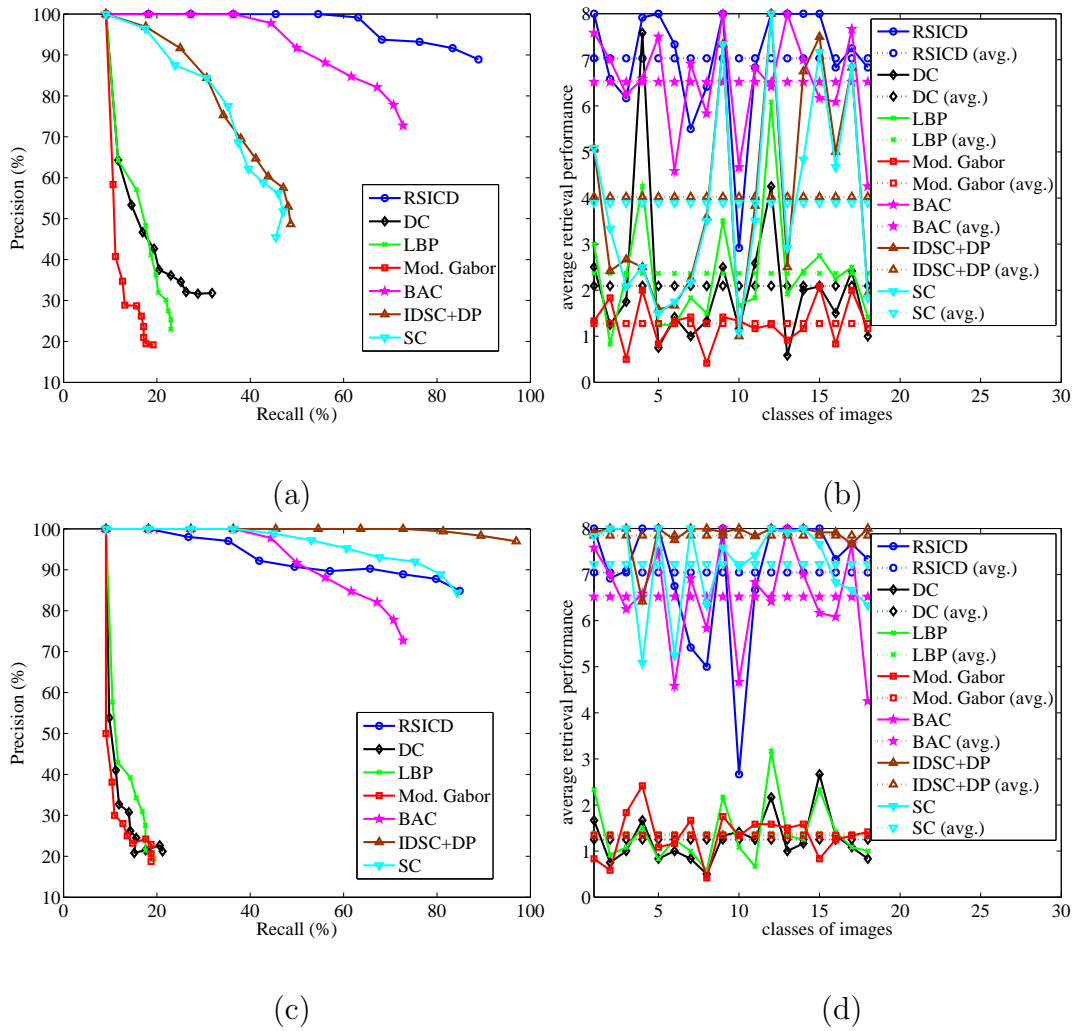 100
90
80
70
60
50
40
30
20
10
Precision (%)
0 20 40 60 80 100
Recall (%)
RSICD
DC
LBP
Mod. Gabor
BAC
IDSC+DP
SC
(a)
8
7
6
5
4
3
2
1
0
average retrieval performance
5 10 15 20 25 30
classes of images
RSICD
RSICD (avg.)
DC
DC (avg.)
LBP
LBP (avg.)
Mod. Gabor
Mod. Gabor (avg.)
BAC
BAC (avg.)
IDSC+DP
IDSC+DP (avg.)
SC
SC (avg.)
(b)
100
90
80
70
60
50
40
30
20
10
Precision (%)
0 20 40 60 80 100
Recall (%)
RSICD
DC
LBP
Mod. Gabor
BAC
IDSC+DP
SC
(c)
8
7
6
5
4
3
2
1
0
average retrieval performance
5 10 15 20 25 30
classes of images
RSICD
RSICD (avg.)
DC
DC (avg.)
LBP
LBP (avg.)
Mod. Gabor
Mod. Gabor (avg.)
BAC
BAC (avg.)
IDSC+DP
IDSC+DP (avg.)
SC
SC (avg.)
(d)